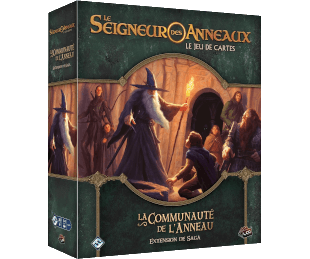 LE
SEIGNEUR DES ANNEAUX
LE JEU DE CARTES
LA COMMUNAUTÉ
DE L'ANNEAU
EXTENSION DE SAGA